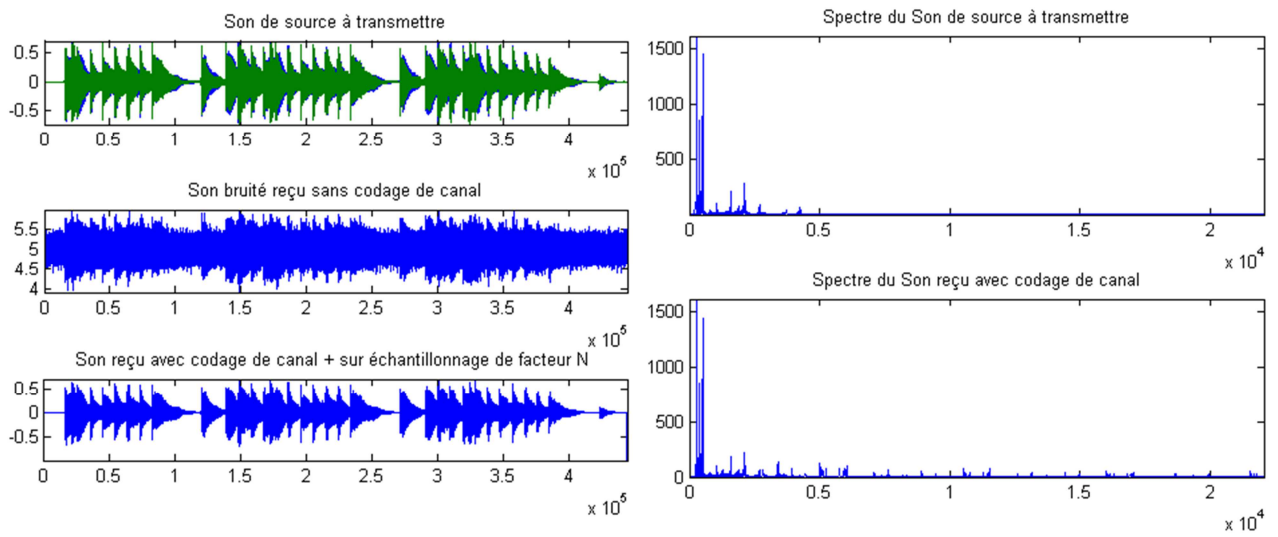 Son de source à transmettre
0.5
0
-0.5
0 0.5 1 1.5 2 2.5 3 3.5 4
x 10^5
Son bruité reçu sans codage de canal
5.5
5
4.5
4
0 0.5 1 1.5 2 2.5 3 3.5 4
x 10^5
Son reçu avec codage de canal + sur échantillonnage de facteur N
0.5
0
-0.5
0 0.5 1 1.5 2 2.5 3 3.5 4
x 10^5
Spectre du Son de source à transmettre
1500
1000
500
0 0.5 1 1.5 2
x 10^4
Spectre du Son reçu avec codage de canal
1500
1000
500
0
0 0.5 1 1.5 2
x 10^4